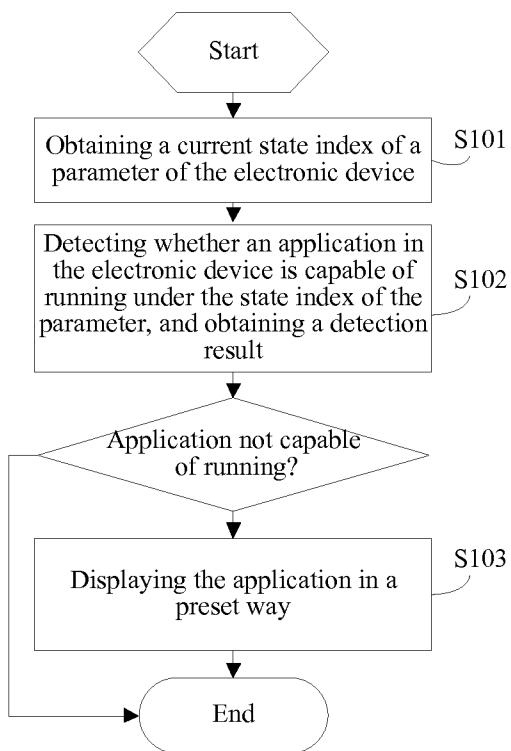 Start
Obtaining a current state index of a
parameter of the electronic device
S101
Detecting whether an application in
the electronic device is capable of
running under the state index of the
parameter, and obtaining a detection
result
S102
Application not capable
of running?
Displaying the application in a
preset way
S103
End